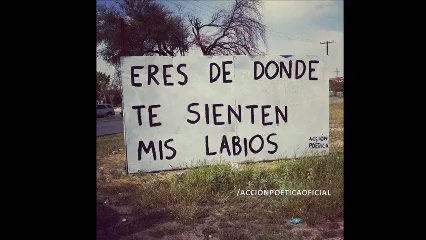 ERES DE DONDE
TE SIENTEN
MIS LABIOS
ACCIÓN
POÉTICA
/ACCIONPOETICAOFICIAL